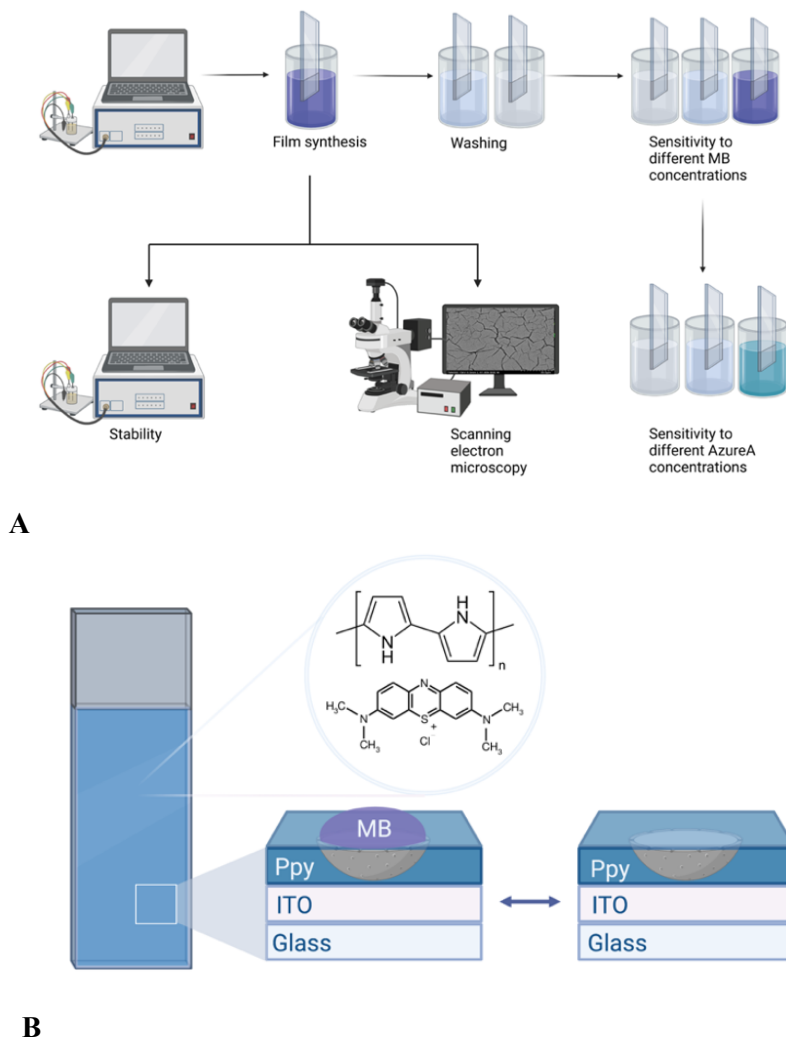 Film synthesis
Washing
Sensitivity to
different MB
concentrations
Stability
Scanning
electron
microscopy
Sensitivity to
different AzureA
concentrations
A
H
N
N
H
n
N
H₃C
CH₃
N
S
+
N
CH₃
Cl⁻
CH₃
MB
Ppy
ITO
Glass
Ppy
ITO
Glass
B